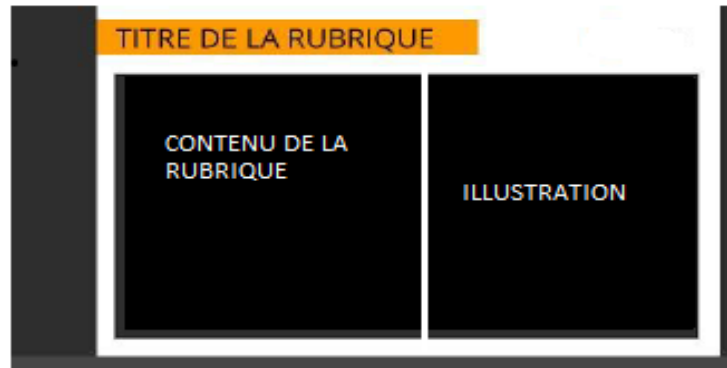 TITRE DE LA RUBRIQUE
CONTENU DE LA
RUBRIQUE
ILLUSTRATION